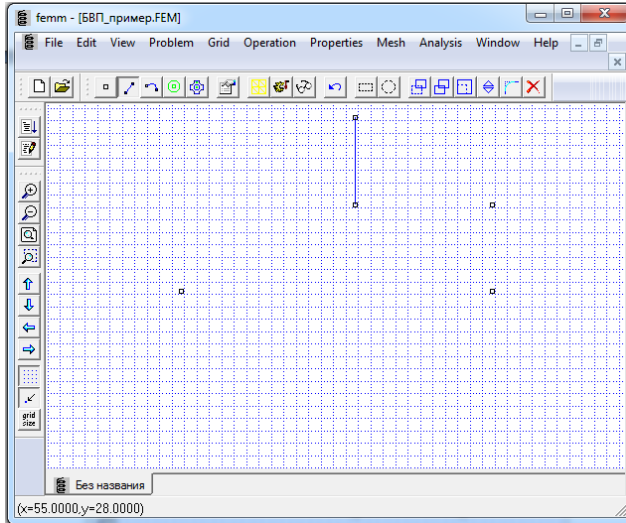 femm - [БВП_пример.FEM]
File Edit View Problem Grid Operation Properties Mesh Analysis Window Help
grid
size
Без названия
(x=55.0000,y=28.0000)